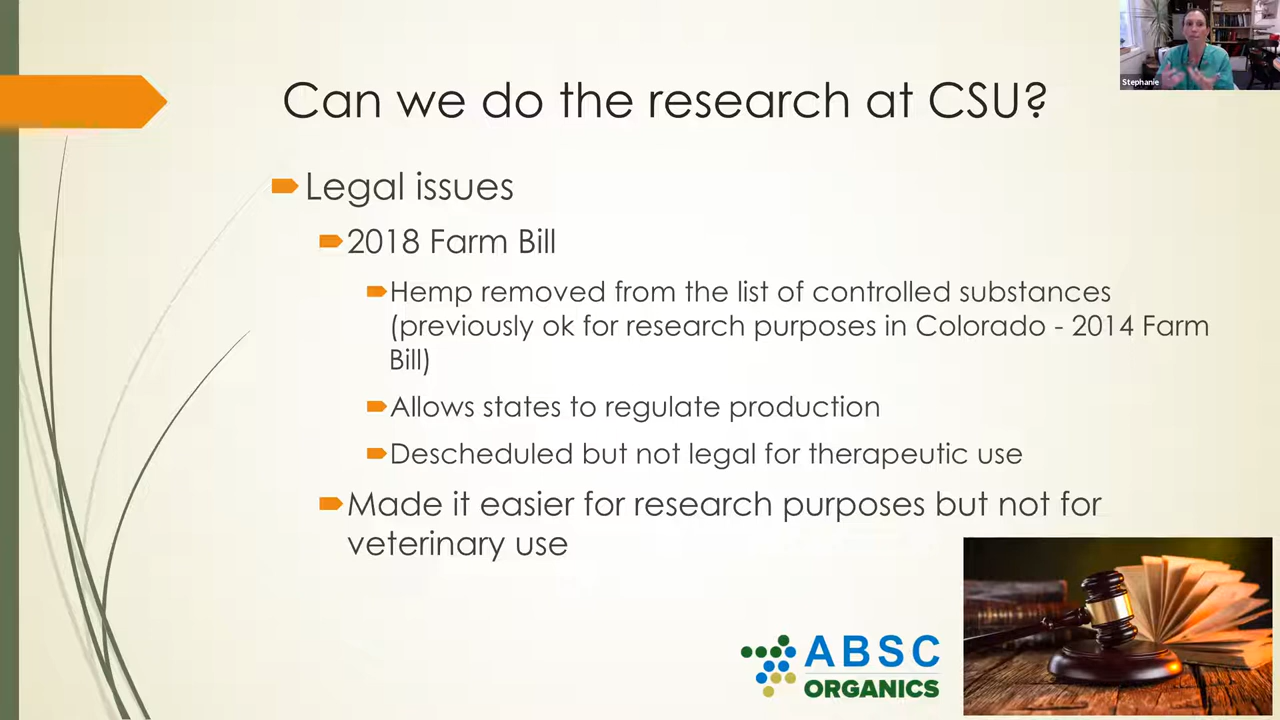 Stephanie
Can we do the research at CSU?
Legal issues
2018 Farm Bill
Hemp removed from the list of controlled substances
(previously ok for research purposes in Colorado - 2014 Farm
Bill)
Allows states to regulate production
Descheduled but not legal for therapeutic use
Made it easier for research purposes but not for
veterinary use
ABSC
ORGANICS